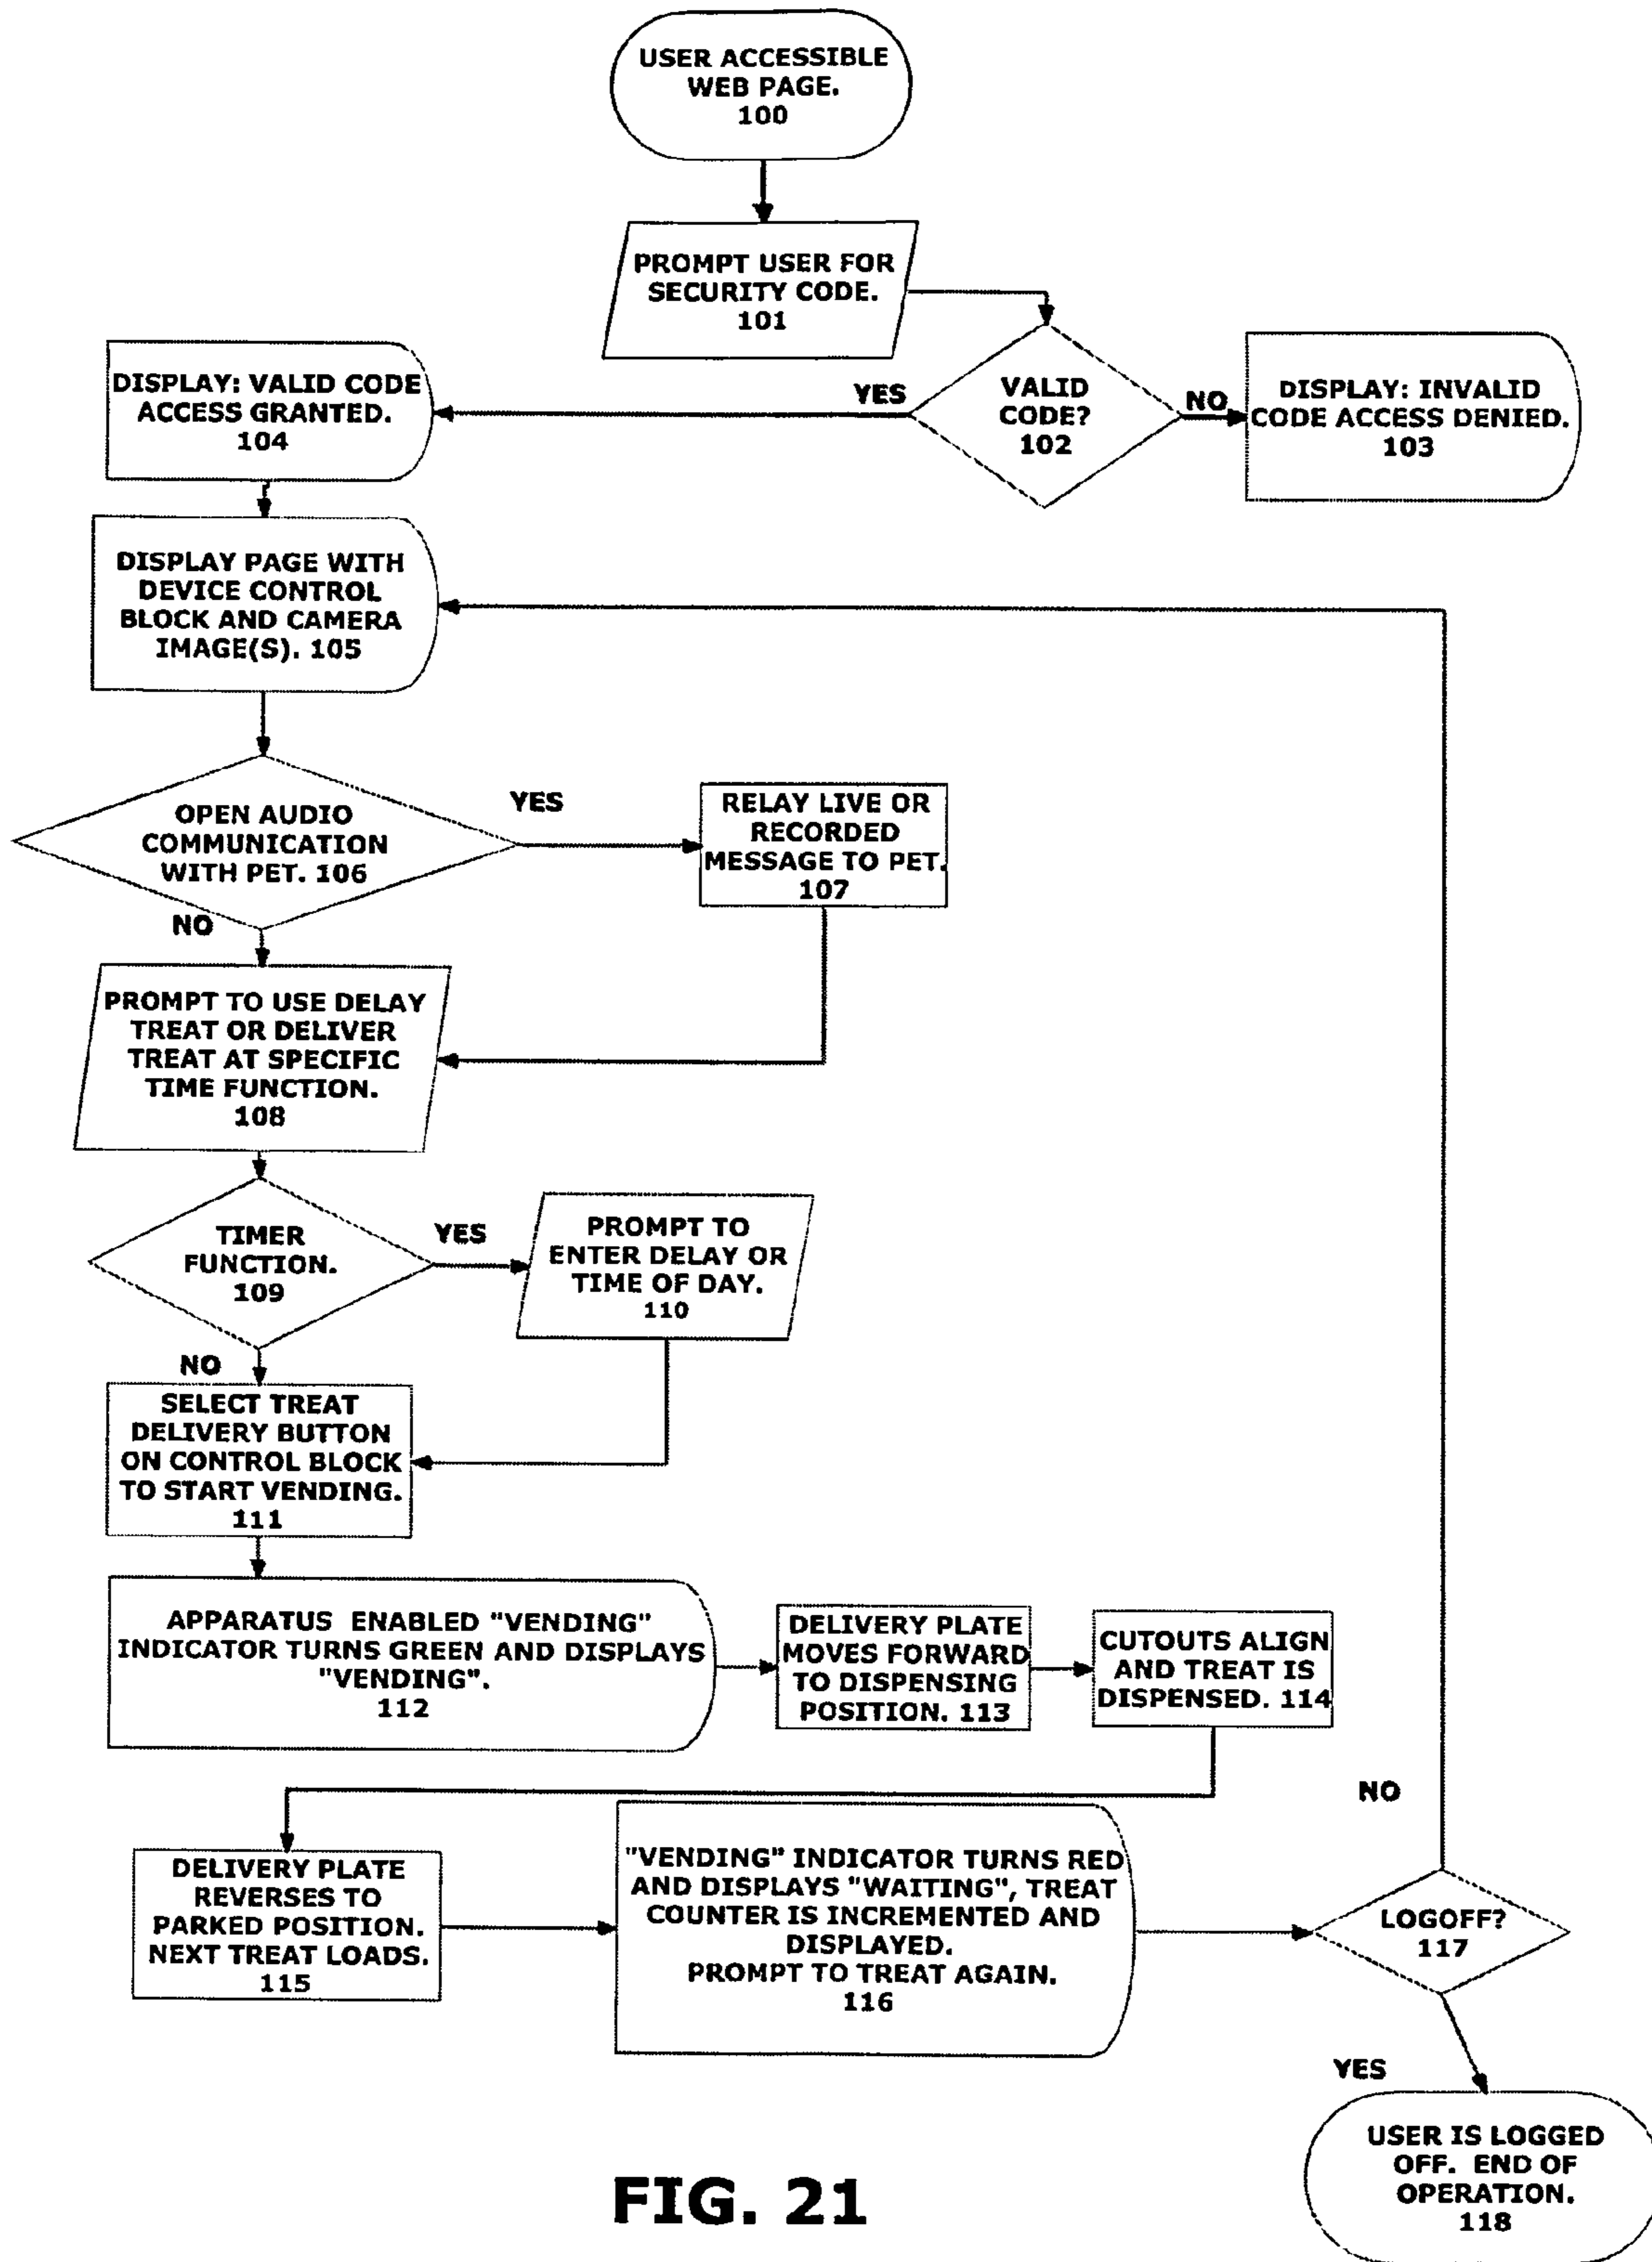 USER ACCESSIBLE
WEB PAGE.
100
PROMPT USER FOR
SECURITY CODE.
101
VALID
CODE?
102
YES
NO
DISPLAY: INVALID
CODE ACCESS DENIED.
103
DISPLAY: VALID CODE
ACCESS GRANTED.
104
DISPLAY PAGE WITH
DEVICE CONTROL
BLOCK AND CAMERA
IMAGE(S). 105
OPEN AUDIO
COMMUNICATION
WITH PET. 106
YES
NO
RELAY LIVE OR
RECORDED
MESSAGE TO PET.
107
PROMPT TO USE DELAY
TREAT OR DELIVER
TREAT AT SPECIFIC
TIME FUNCTION.
108
TIMER
FUNCTION.
109
YES
NO
PROMPT TO
ENTER DELAY OR
TIME OF DAY.
110
SELECT TREAT
DELIVERY BUTTON
ON CONTROL BLOCK
TO START VENDING.
111
APPARATUS ENABLED "VENDING"
INDICATOR TURNS GREEN AND DISPLAYS
"VENDING".
112
DELIVERY PLATE
MOVES FORWARD
TO DISPENSING
POSITION. 113
CUTOUTS ALIGN
AND TREAT IS
DISPENSED. 114
DELIVERY PLATE
REVERSES TO
PARKED POSITION.
NEXT TREAT LOADS.
115
"VENDING" INDICATOR TURNS RED
AND DISPLAYS "WAITING", TREAT
COUNTER IS INCREMENTED AND
DISPLAYED.
PROMPT TO TREAT AGAIN.
116
LOGOFF?
117
NO
YES
USER IS LOGGED
OFF. END OF
OPERATION.
118
FIG. 21